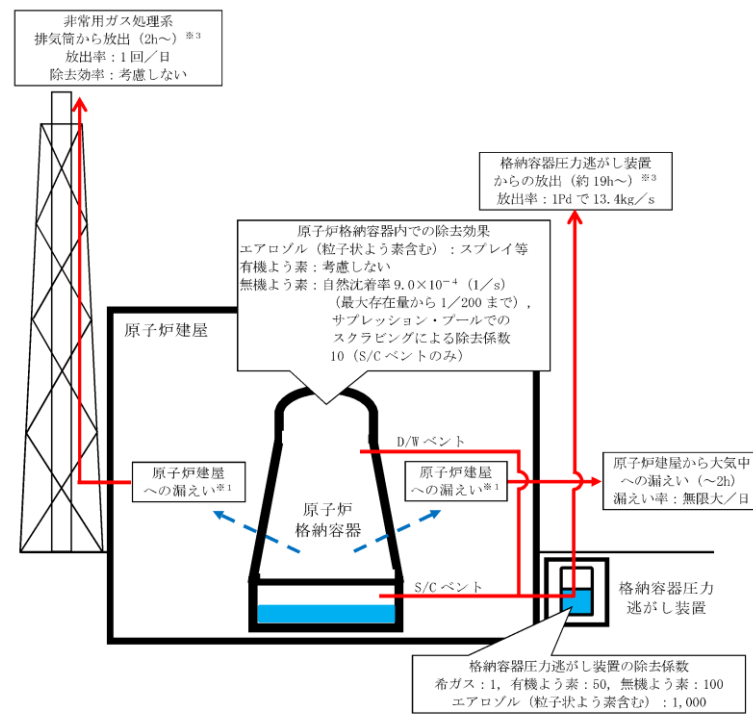 非常用ガス処理系
排気筒から放出（2h～）※3
放出率：1回／日
除去効率：考慮しない
格納容器圧力逃がし装置
からの放出（約19h～）※3
放出率：1Pdで13.4kg／s
原子炉格納容器内での除去効果
エアロゾル（粒子状よう素含む）：スプレイ等
有機よう素：考慮しない
無機よう素：自然沈着率9.0×10⁻⁴（1/s）
（最大存在量から1／200まで），
サプレッション・プールでの
スクラビングによる除去係数
10（S/Cベントのみ）
原子炉建屋
D/Wベント
原子炉建屋
への漏えい※1
原子炉建屋
への漏えい※1
原子炉建屋から大気中
への漏えい（～2h）
漏えい率：無限大／日
原子炉
格納容器
S/Cベント
格納容器圧力
逃がし装置
格納容器圧力逃がし装置の除去係数
希ガス：1，有機よう素：50，無機よう素：100
エアロゾル（粒子状よう素含む）：1,000